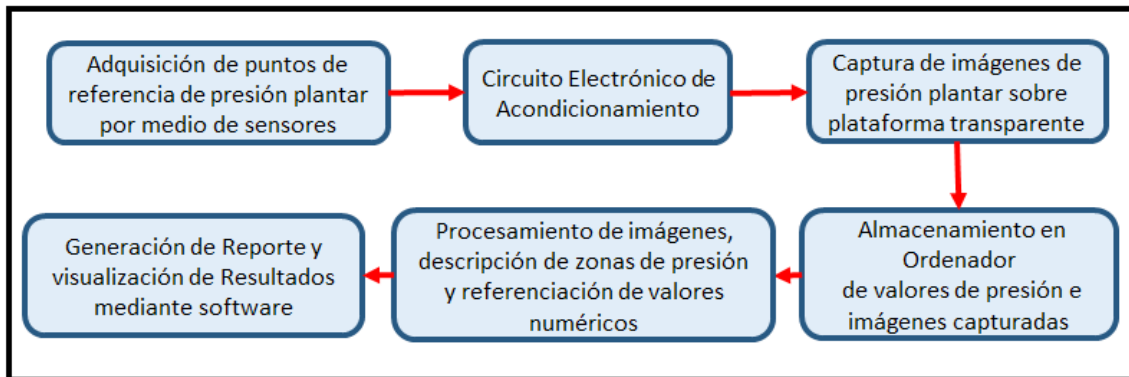 Adquisición de puntos de
referencia de presión plantar
por medio de sensores
Circuito Electrónico de
Acondicionamiento
Captura de imágenes de
presión plantar sobre
plataforma transparente
Almacenamiento en
Ordenador
de valores de presión e
imágenes capturadas
Procesamiento de imágenes,
descripción de zonas de presión
y referenciación de valores
numéricos
Generación de Reporte y
visualización de Resultados
mediante software